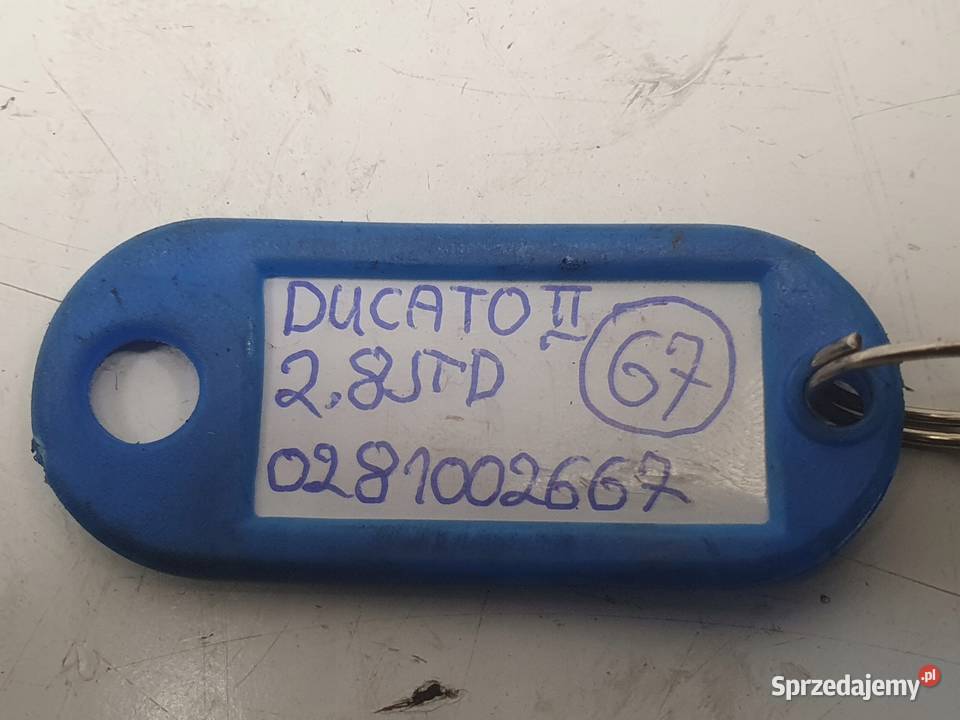 DUCATO II
2.8JTD
67
0281002667
Sprzedajemy.pl